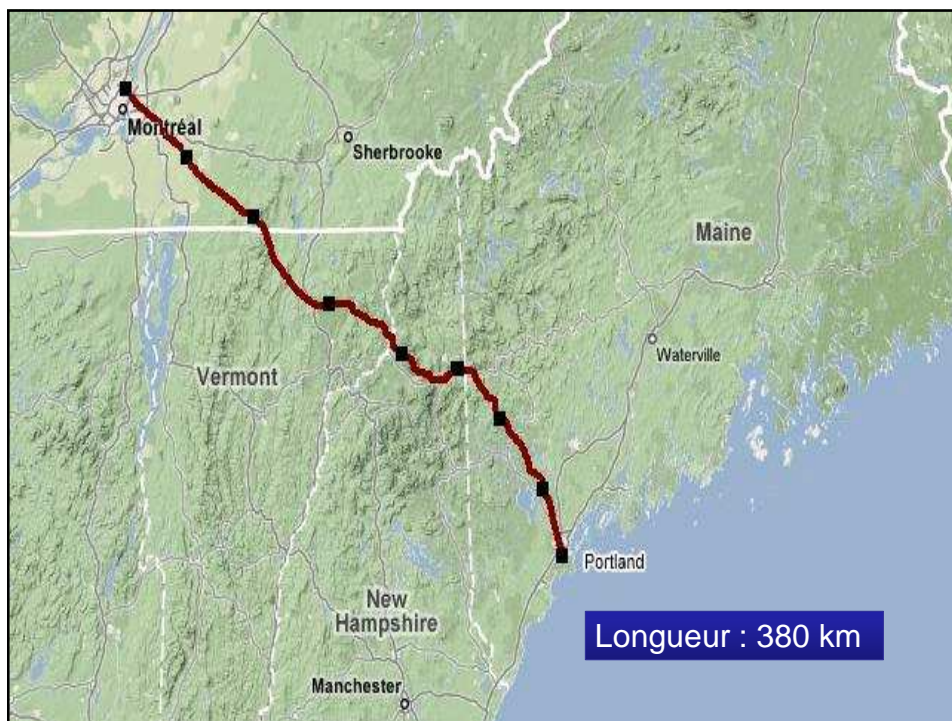 Montréal
Sherbrooke
Maine
Waterville
Vermont
Portland
New
Hampshire
Longueur : 380 km
Manchester